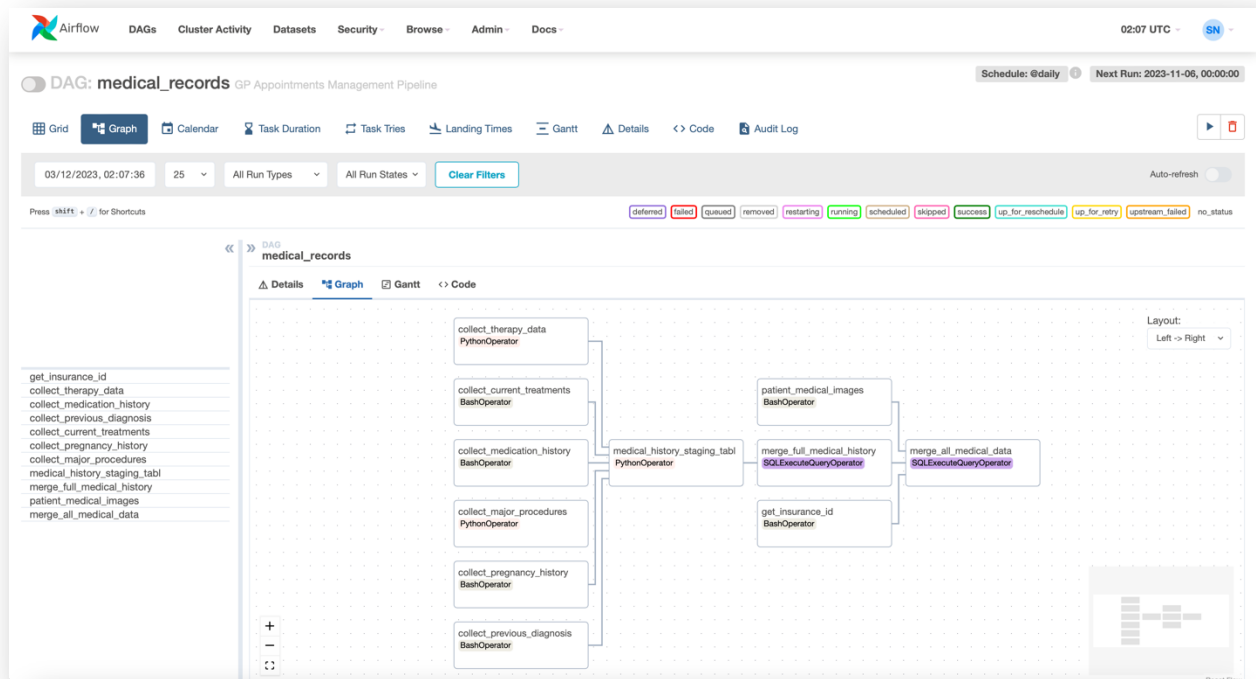 Airflow DAGs Cluster Activity Datasets Security Browse Admin Docs 02:07 UTC SN
DAG: medical_records GP Appointments Management Pipeline Schedule: @daily Next Run: 2023-11-06, 00:00:00
Grid Graph Calendar Task Duration Task Tries Landing Times Gantt Details Code Audit Log
03/12/2023, 02:07:36 25 All Run Types All Run States Clear Filters Auto-refresh
Press shift + / for Shortcuts deferred failed queued removed restarting running scheduled skipped success up_for_reschedule up_for_retry upstream_failed no_status
DAG
medical_records
Details Graph Gantt Code
Layout:
Left -> Right
get_insurance_id
collect_therapy_data
collect_medication_history
collect_previous_diagnosis
collect_current_treatments
collect_pregnancy_history
collect_major_procedures
medical_history_staging_tabl
merge_full_medical_history
patient_medical_images
merge_all_medical_data
collect_therapy_data
PythonOperator
collect_current_treatments
BashOperator
collect_medication_history
BashOperator
collect_major_procedures
PythonOperator
collect_pregnancy_history
BashOperator
collect_previous_diagnosis
BashOperator
medical_history_staging_tabl
PythonOperator
patient_medical_images
BashOperator
merge_full_medical_history
SQLExecuteQueryOperator
get_insurance_id
BashOperator
merge_all_medical_data
SQLExecuteQueryOperator